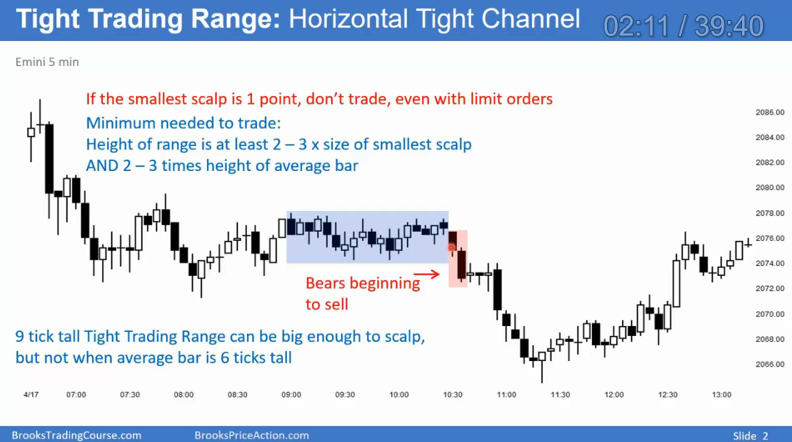 Tight Trading Range: Horizontal Tight Channel
02:11 / 39:40
Emini 5 min
If the smallest scalp is 1 point, don't trade, even with limit orders
Minimum needed to trade:
Height of range is at least 2 – 3 x size of smallest scalp
AND 2 – 3 times height of average bar
2086.00
2084.00
2082.00
2080.00
2078.00
2076.00
2074.00
2072.00
2070.00
2068.00
2066.00
Bears beginning
to sell
9 tick tall Tight Trading Range can be big enough to scalp,
but not when average bar is 6 ticks tall
4/17 07:00 07:30 08:00 08:30 09:00 09:30 10:00 10:30 11:00 11:30 12:00 12:30 13:00
BrooksTradingCourse.com BrooksPriceAction.com Slide 2